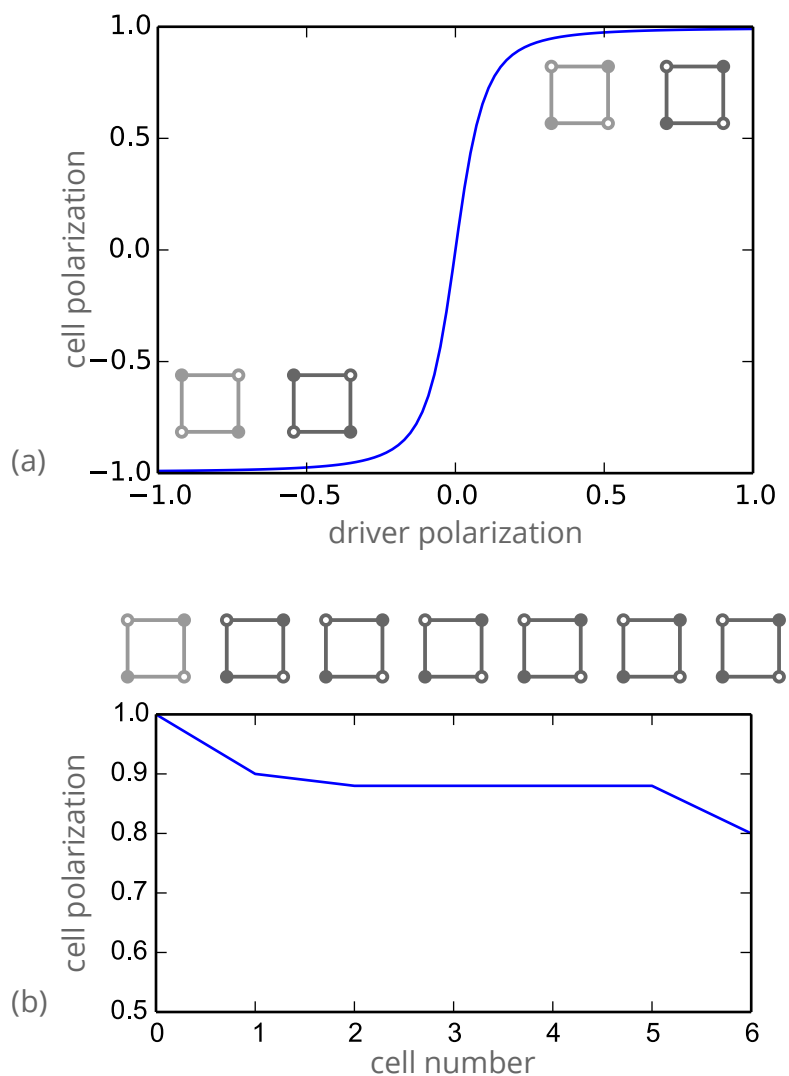 1.0
0.5
0.0
−0.5
−1.0
cell polarization
(a)
−1.0 −0.5 0.0 0.5 1.0
driver polarization
1.0
0.9
0.8
0.7
0.6
0.5
cell polarization
(b)
0 1 2 3 4 5 6
cell number